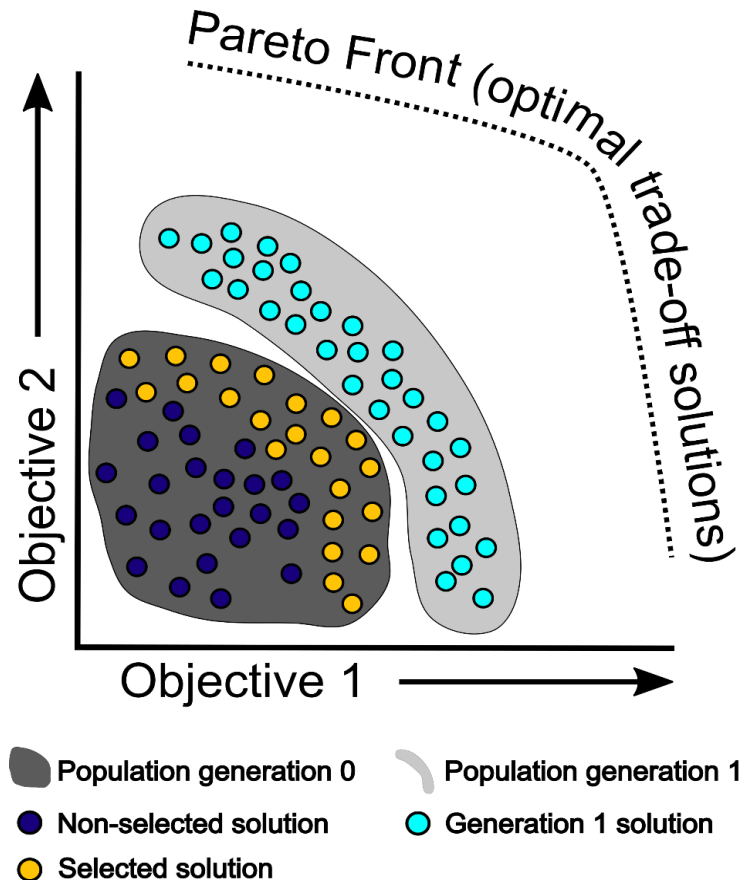 Pareto Front (optimal trade-off solutions)
Objective 2
Objective 1
Population generation 0
Population generation 1
Non-selected solution
Generation 1 solution
Selected solution